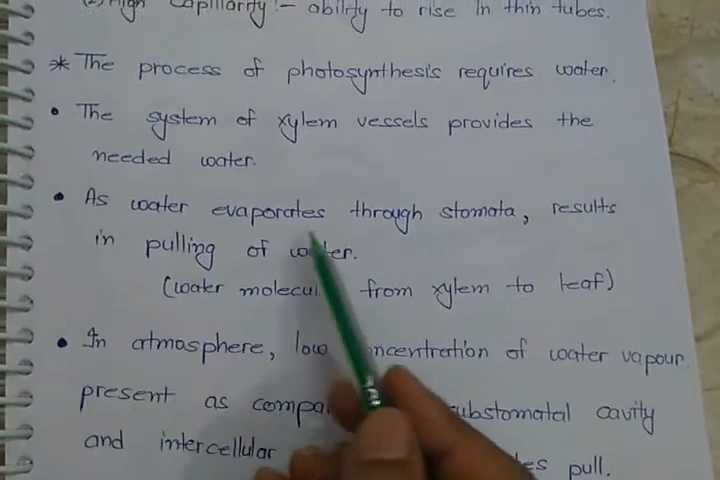 (2) High Capillarity :- ability to rise in thin tubes.
* The process of photosynthesis requires water.
• The system of xylem vessels provides the
needed water.
• As water evaporates through stomata, results
in pulling of water.
(water molecul from xylem to leaf)
• In atmosphere, low ncentration of water vapour
present as compa substomatal cavity
and intercellular es pull.